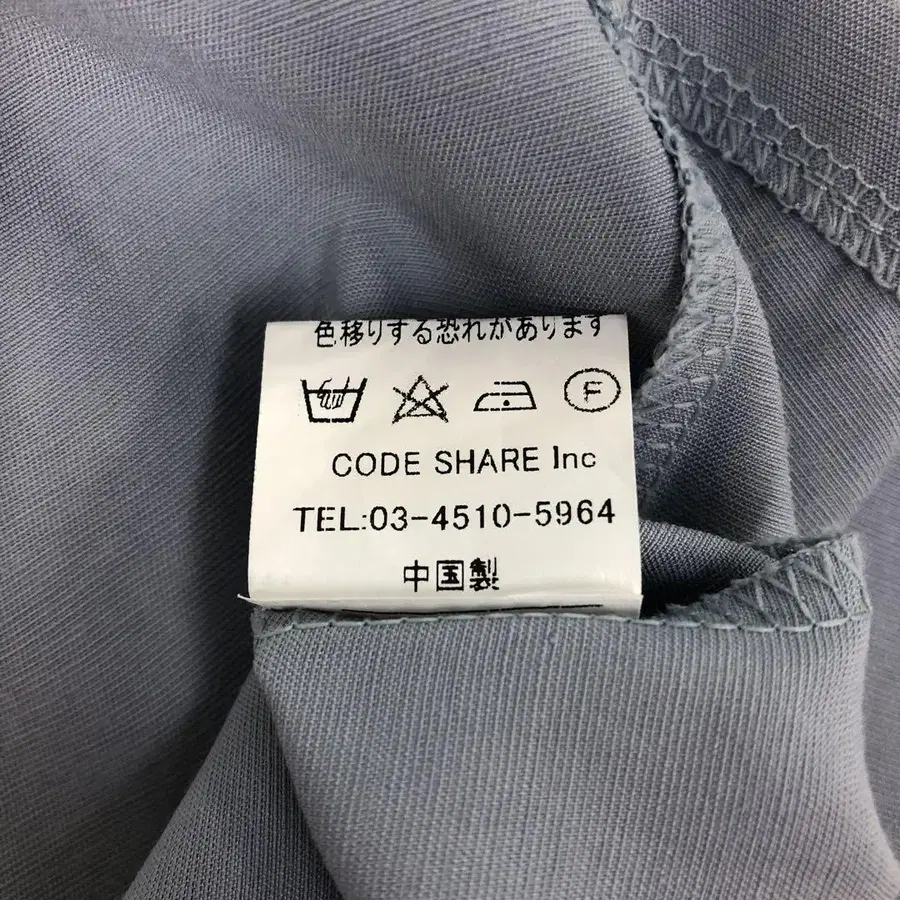 色移りする恐れがあります
F
CODE SHARE Inc
TEL:03-4510-5964
中国製